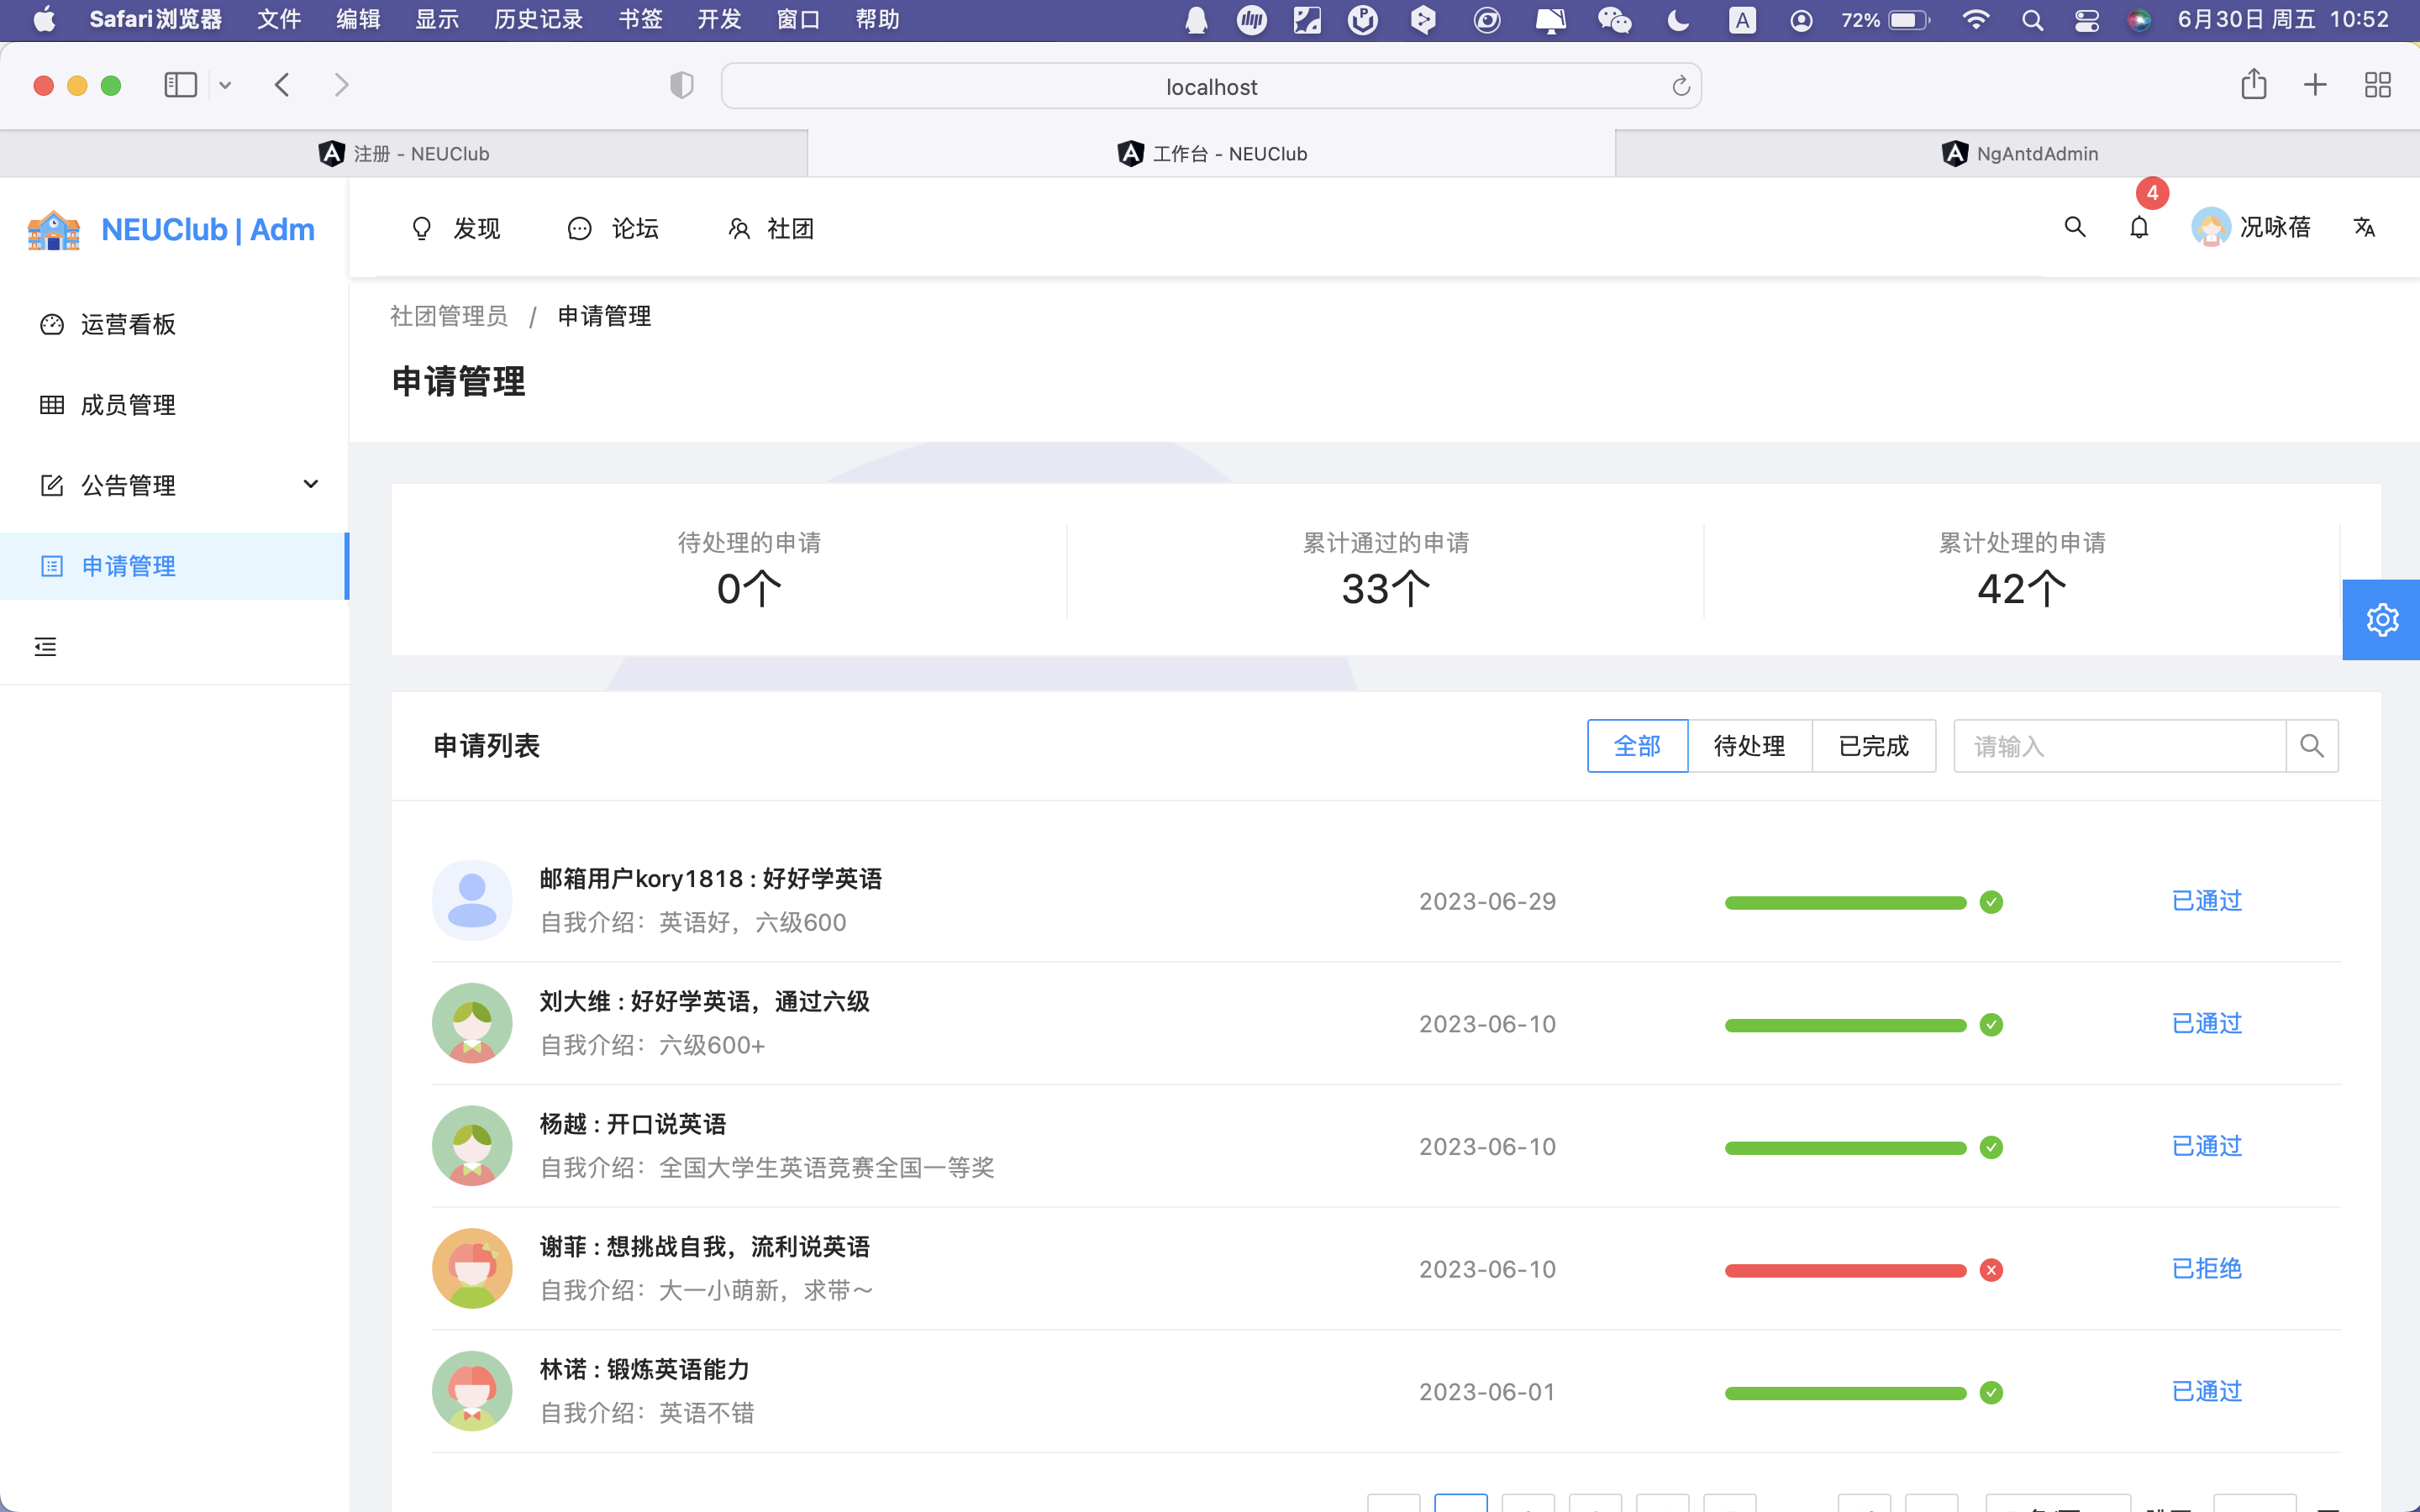 Safari浏览器 文件 编辑 显示 历史记录 书签 开发 窗口 帮助 A 72% 6月30日 周五 10:52
localhost
注册 - NEUClub
工作台 - NEUClub
NgAntdAdmin
NEUClub | Adm
发现
论坛
社团
4
况咏蓓
运营看板
成员管理
公告管理
申请管理
社团管理员 / 申请管理
申请管理
待处理的申请
0个
累计通过的申请
33个
累计处理的申请
42个
申请列表
全部
待处理
已完成
请输入
邮箱用户kory1818 : 好好学英语
自我介绍：英语好，六级600
2023-06-29
已通过
刘大维 : 好好学英语，通过六级
自我介绍：六级600+
2023-06-10
已通过
杨越 : 开口说英语
自我介绍：全国大学生英语竞赛全国一等奖
2023-06-10
已通过
谢菲 : 想挑战自我，流利说英语
自我介绍：大一小萌新，求带～
2023-06-10
已拒绝
林诺 : 锻炼英语能力
自我介绍：英语不错
2023-06-01
已通过